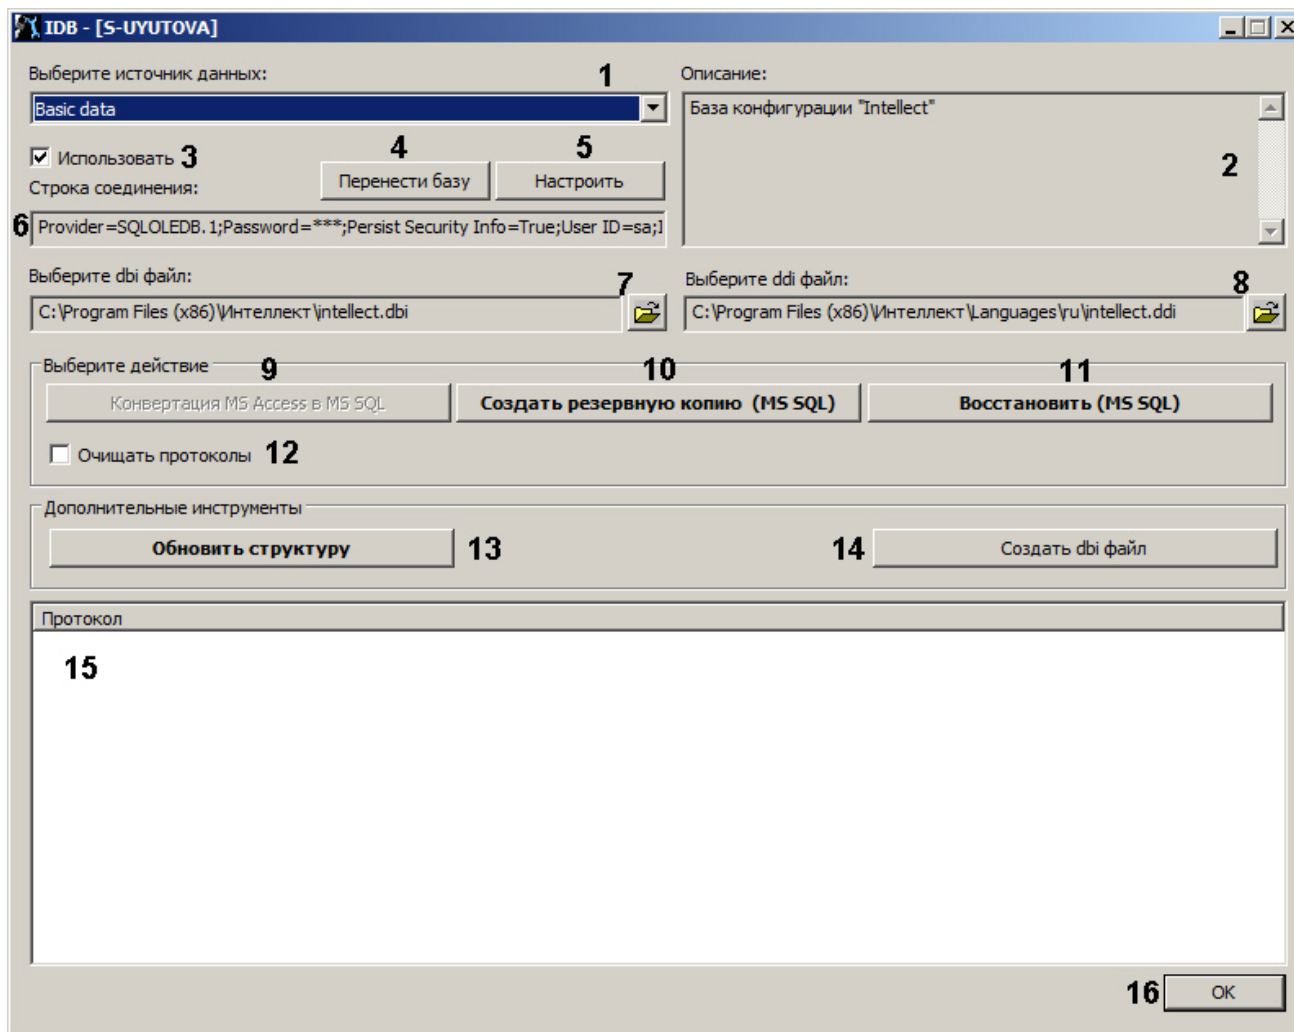 IDB - [S-UYUTOVA]
Выберите источник данных: 1 Описание:
Basic data
База конфигурации "Intellect"
2
Использовать 3 4 5
Строка соединения: Перенести базу Настроить
6 Provider=SQLOLEDB.1;Password=***;Persist Security Info=True;User ID=sa;I
Выберите dbi файл: 7 Выберите ddi файл: 8
C:\Program Files (x86)\Интеллект\intellect.dbi C:\Program Files (x86)\Интеллект\Languages\ru\intellect.ddi
Выберите действие 9 10 11
Конвертация MS Access в MS SQL Создать резервную копию (MS SQL) Восстановить (MS SQL)
Очищать протоколы 12
Дополнительные инструменты
Обновить структуру 13 14 Создать dbi файл
Протокол
15
16 OK